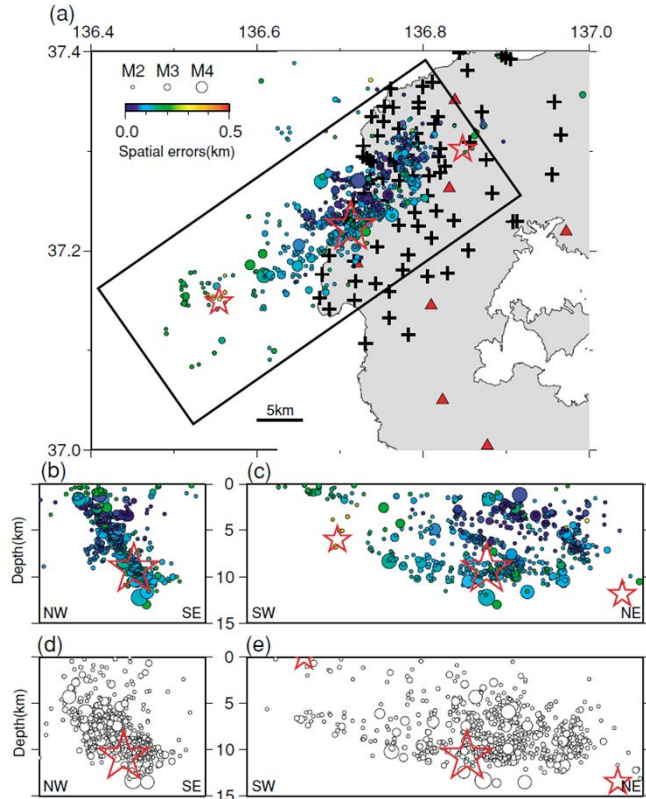 (a)
136.4 136.6 136.8 137.0
37.4
M2 M3 M4
0.0 0.5
Spatial errors(km)
37.2
5km
37.0
(b) (c)
0 0
Depth(km)
5
10
15
NW SE SW NE
(d) (e)
0
Depth(km)
5
10
15
NW SE SW NE